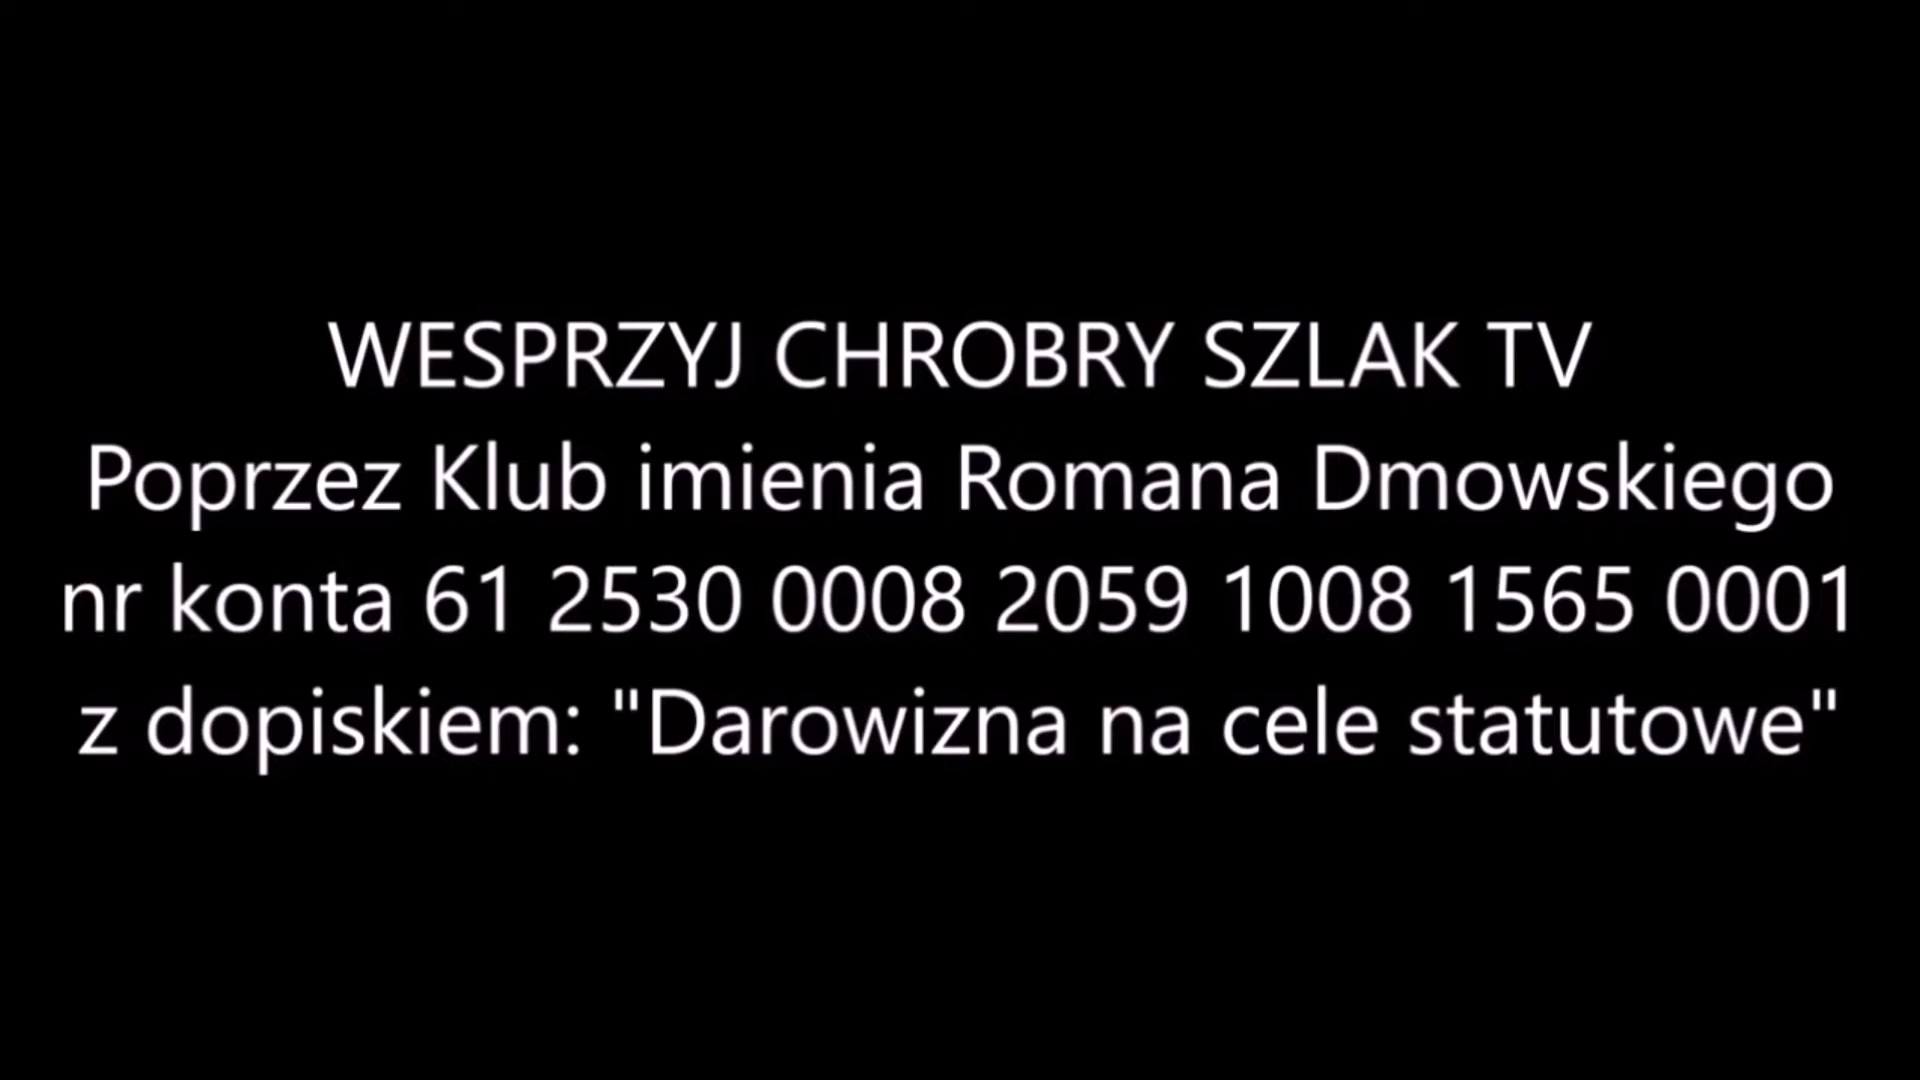 WESPRZYJ CHROBRY SZLAK TV
Poprzez Klub imienia Romana Dmowskiego
nr konta 61 2530 0008 2059 1008 1565 0001
z dopiskiem: "Darowizna na cele statutowe"